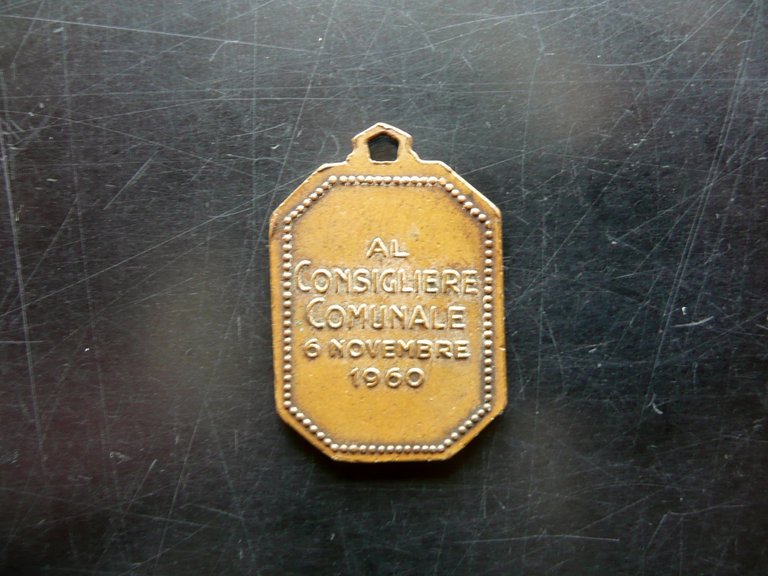 AL
CONSIGLIERE
COMUNALE
6 NOVEMBRE
1960